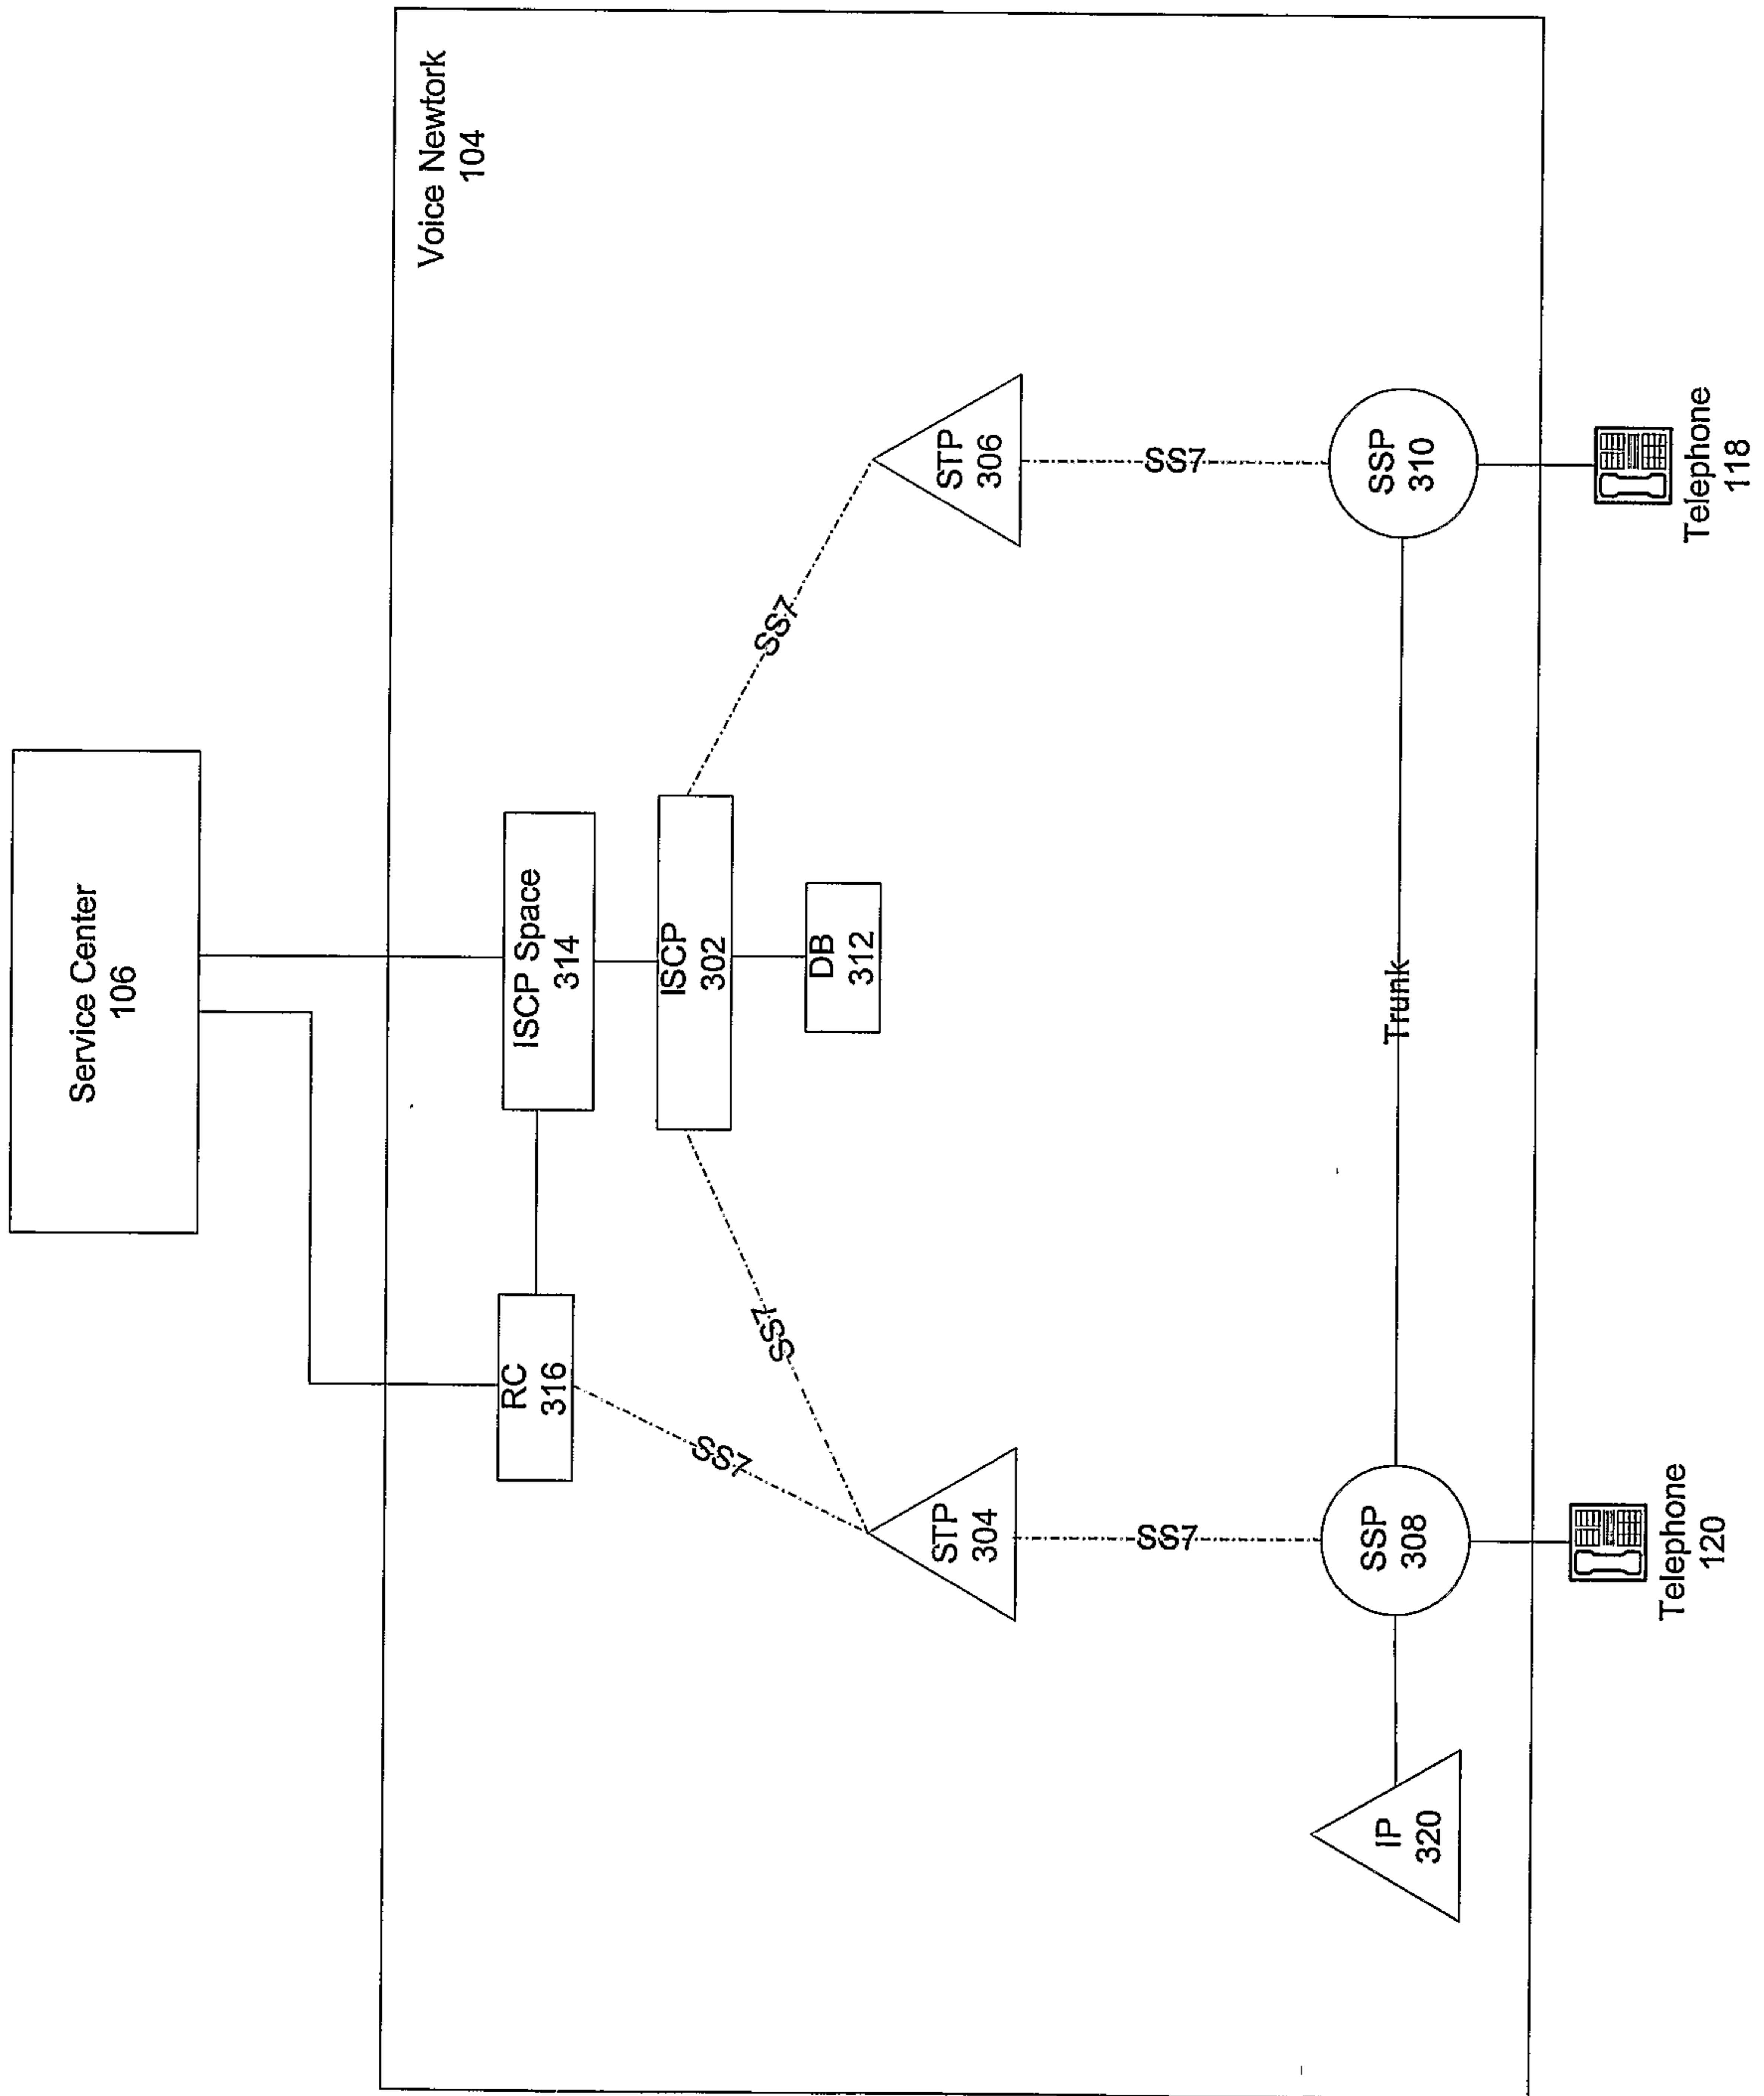 Service Center
106
Voice Newtork
104
RC
316
ISCP Space
314
ISCP
302
DB
312
SS7
SS7
SS7
STP
304
STP
306
SS7
SS7
IP
320
SSP
308
Trunk
SSP
310
Telephone
120
Telephone
118